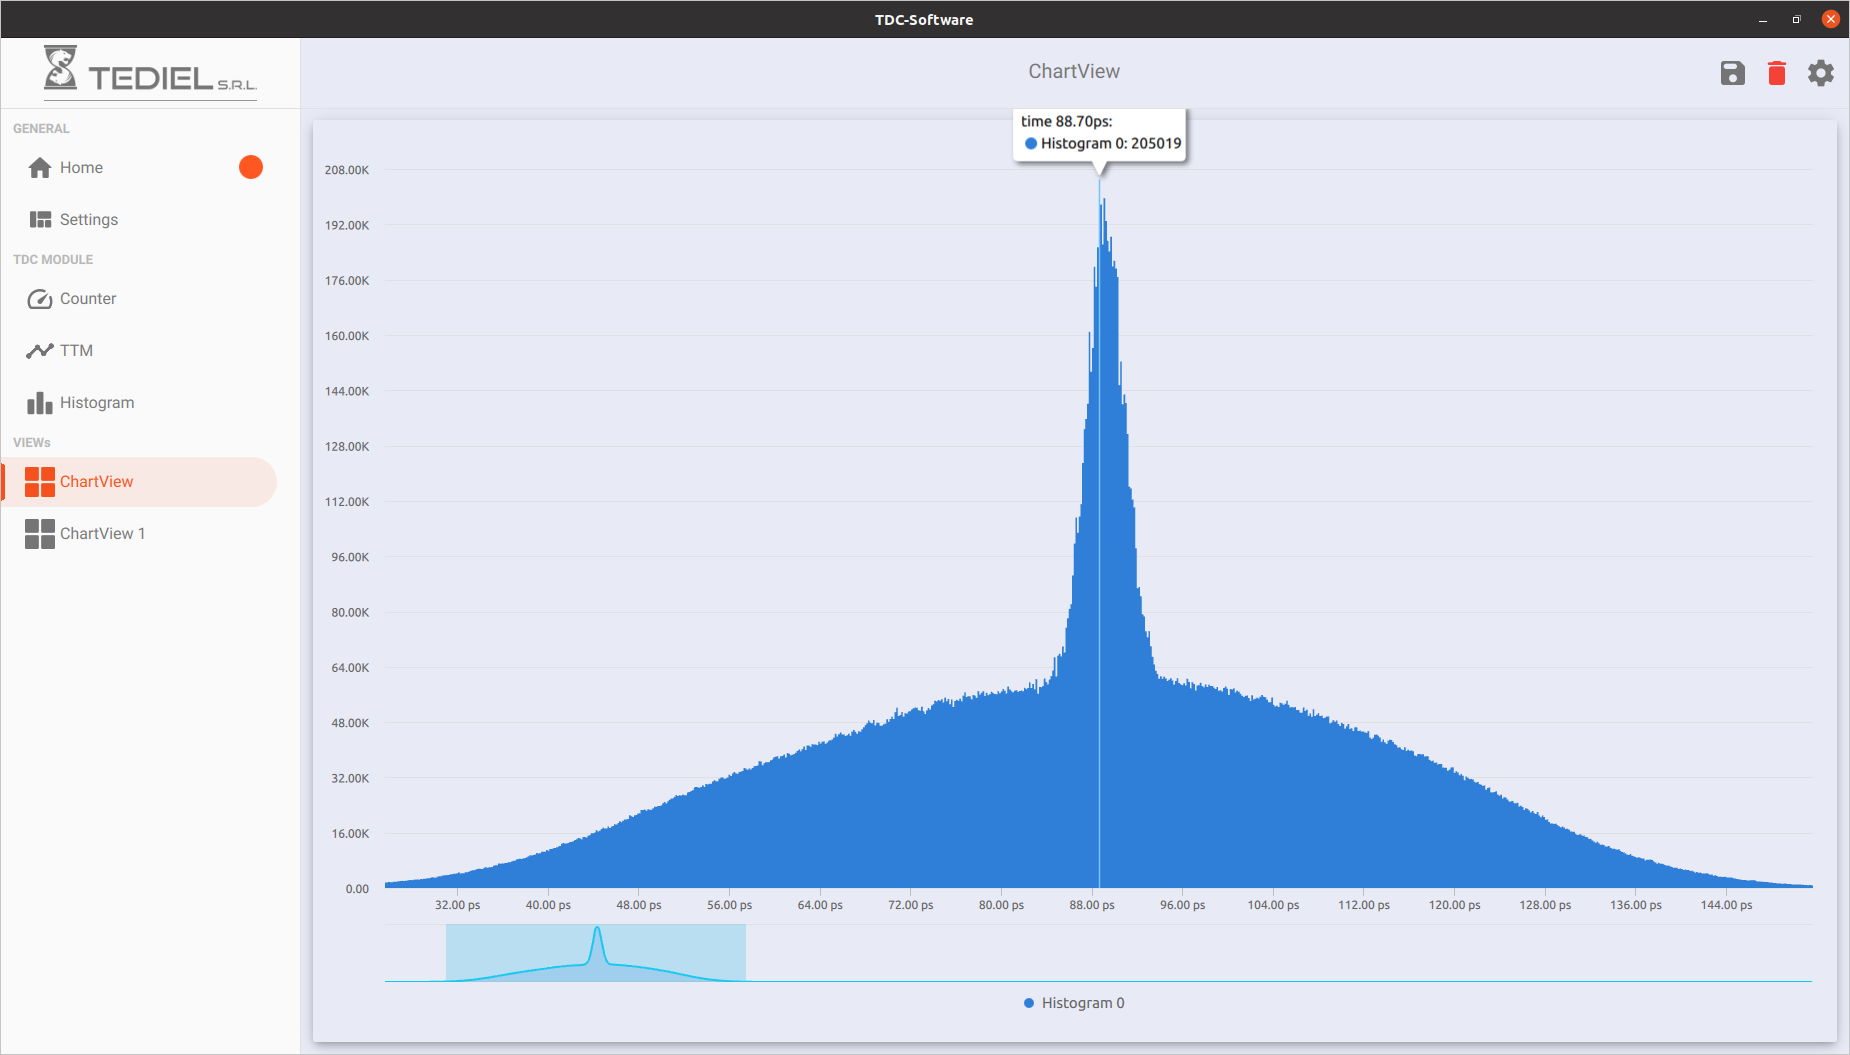 TDC-Software
TEDIEL S.R.L.
ChartView
GENERAL
Home
Settings
TDC MODULE
Counter
TTM
Histogram
VIEWs
ChartView
ChartView 1
time 88.70ps:
Histogram 0: 205019
208.00K
192.00K
176.00K
160.00K
144.00K
128.00K
112.00K
96.00K
80.00K
64.00K
48.00K
32.00K
16.00K
0.00
32.00 ps 40.00 ps 48.00 ps 56.00 ps 64.00 ps 72.00 ps 80.00 ps 88.00 ps 96.00 ps 104.00 ps 112.00 ps 120.00 ps 128.00 ps 136.00 ps 144.00 ps
Histogram 0